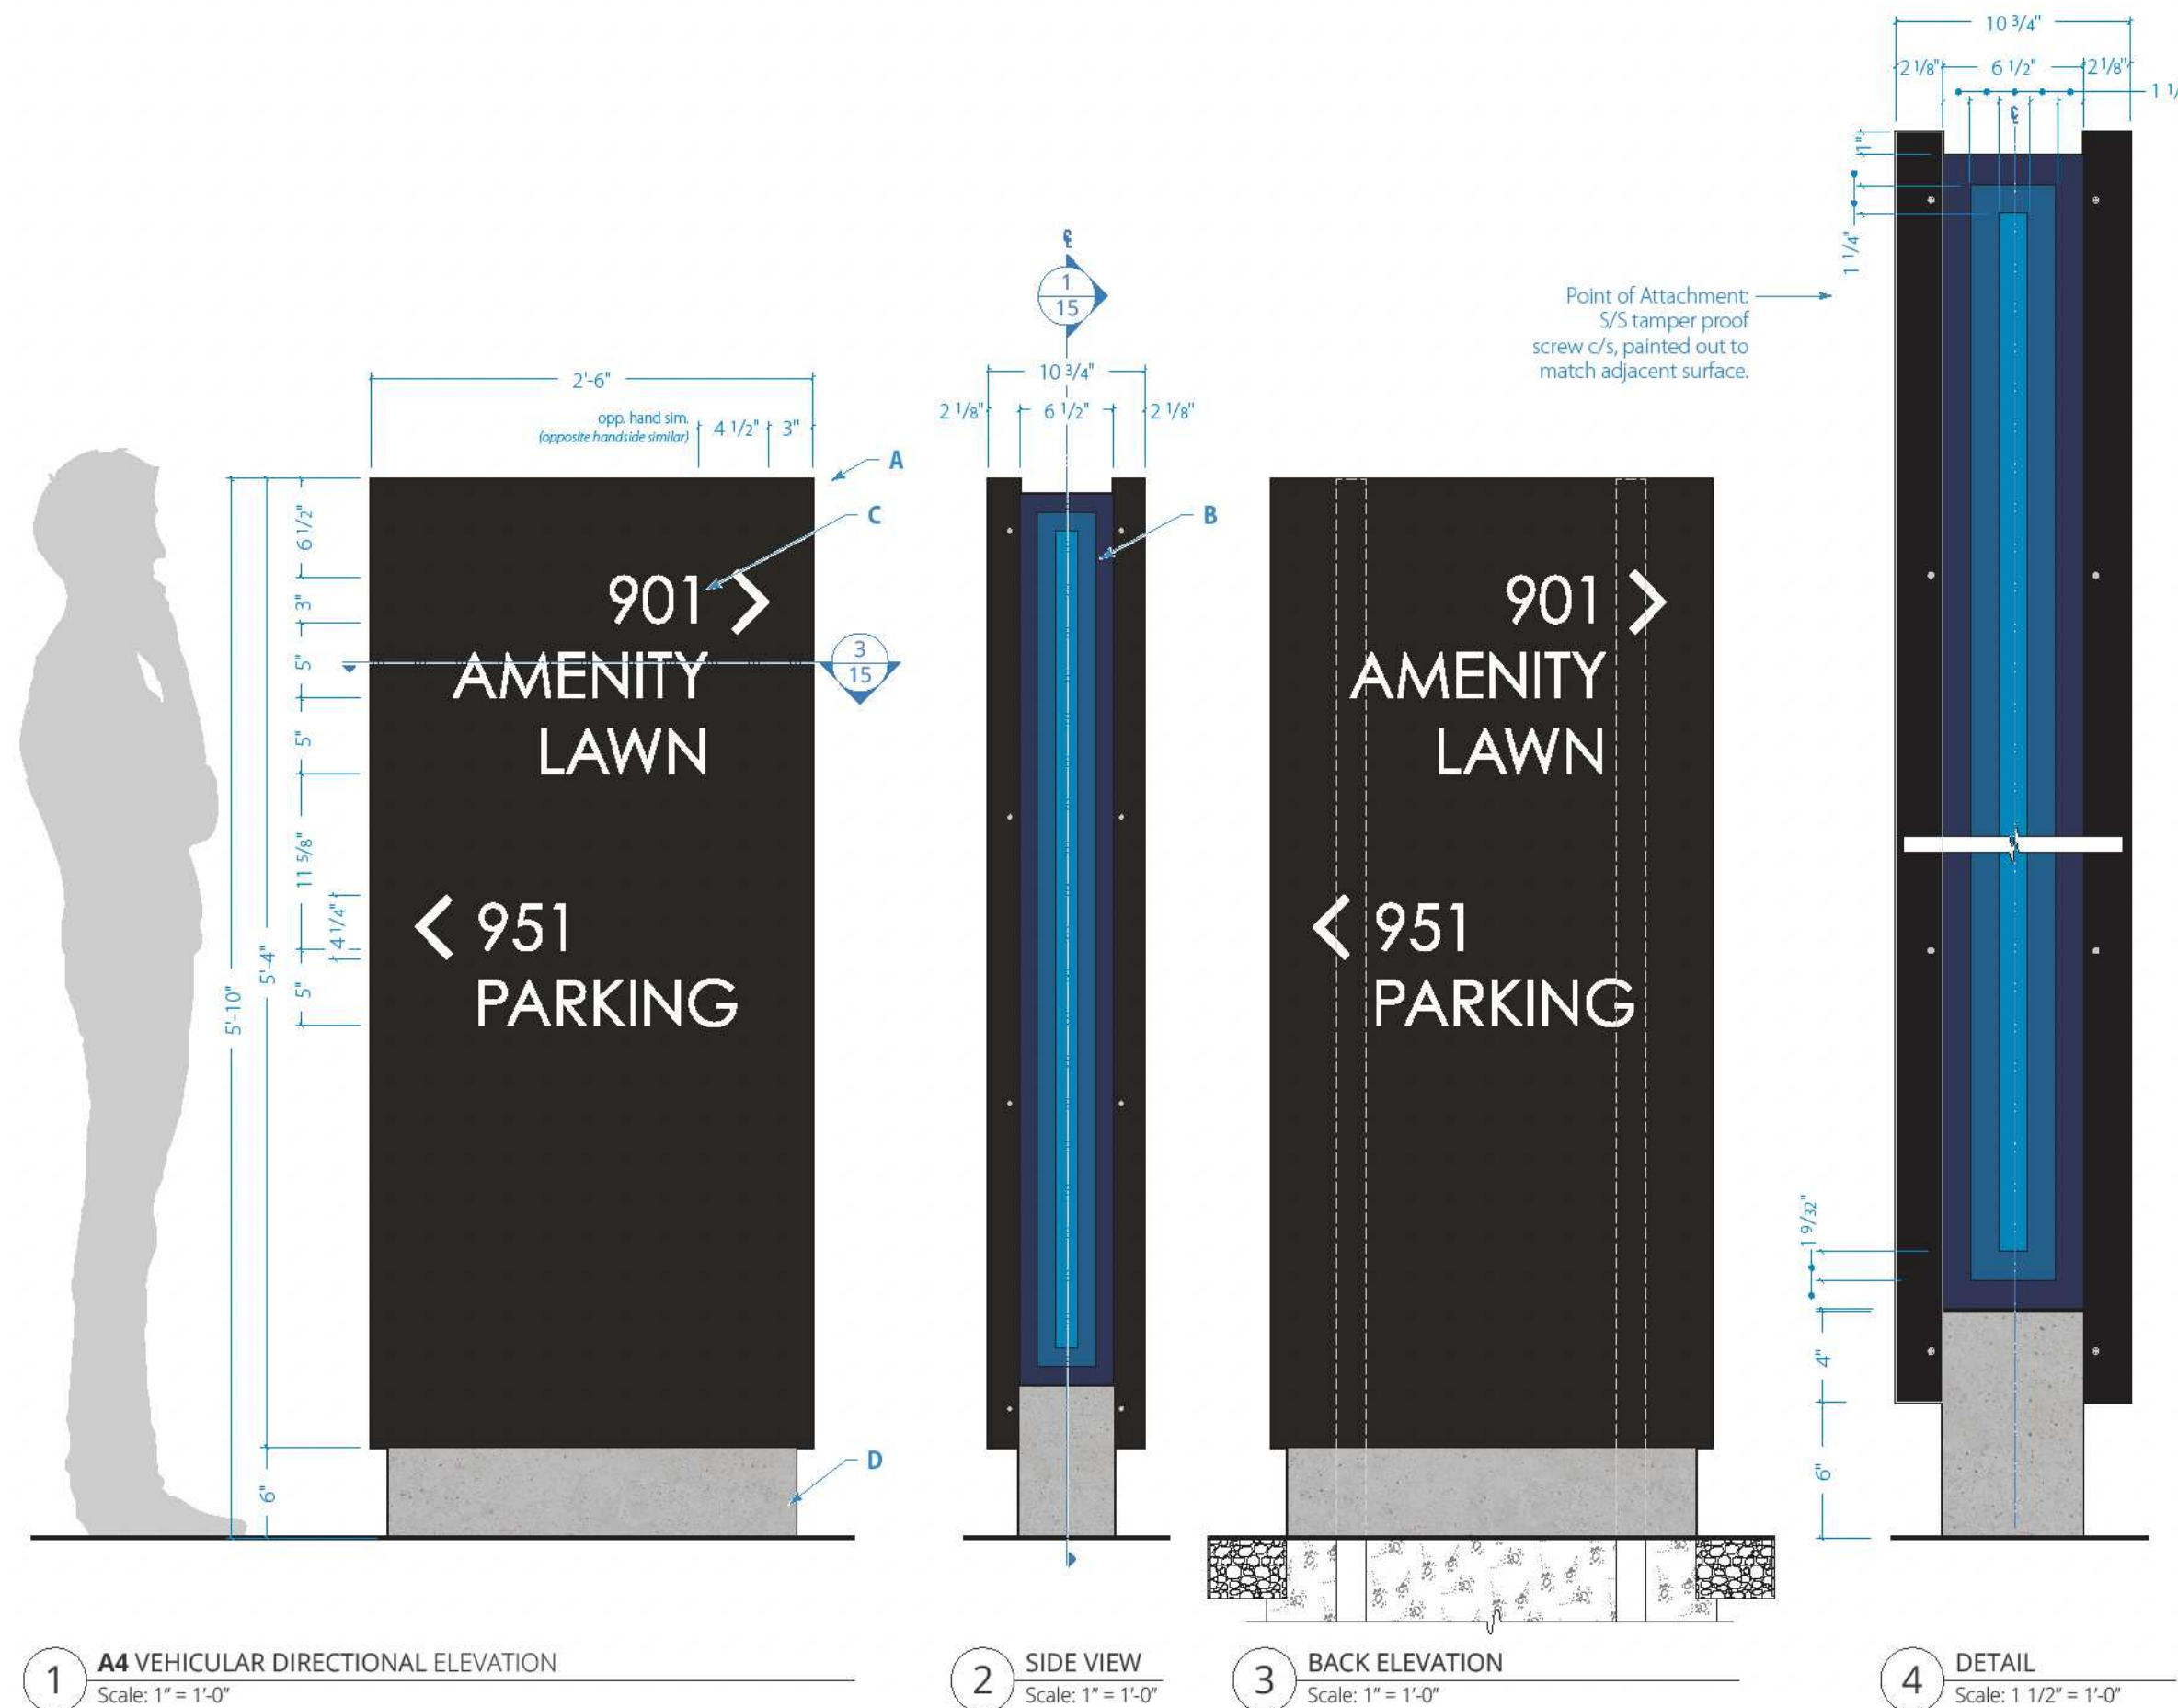 10 3/4"
2 1/8"
6 1/2"
2 1/8"
1"
1 1/4"
℄
Point of Attachment:
S/S tamper proof
screw c/s, painted out to
match adjacent surface.
℄
1
15
2'-6"
opp. hand sim.
(opposite handside similar)
4 1/2"
3"
10 3/4"
2 1/8"
6 1/2"
2 1/8"
A
C
B
6 1/2"
3"
5"
5"
11 5/8"
4 1/4"
5"
5'-4"
5'-10"
6"
901
AMENITY
LAWN
951
PARKING
3
15
D
901
AMENITY
LAWN
951
PARKING
1 9/32"
4"
6"
1
A4 VEHICULAR DIRECTIONAL ELEVATION
Scale: 1" = 1'-0"
2
SIDE VIEW
Scale: 1" = 1'-0"
3
BACK ELEVATION
Scale: 1" = 1'-0"
4
DETAIL
Scale: 1 1/2" = 1'-0"